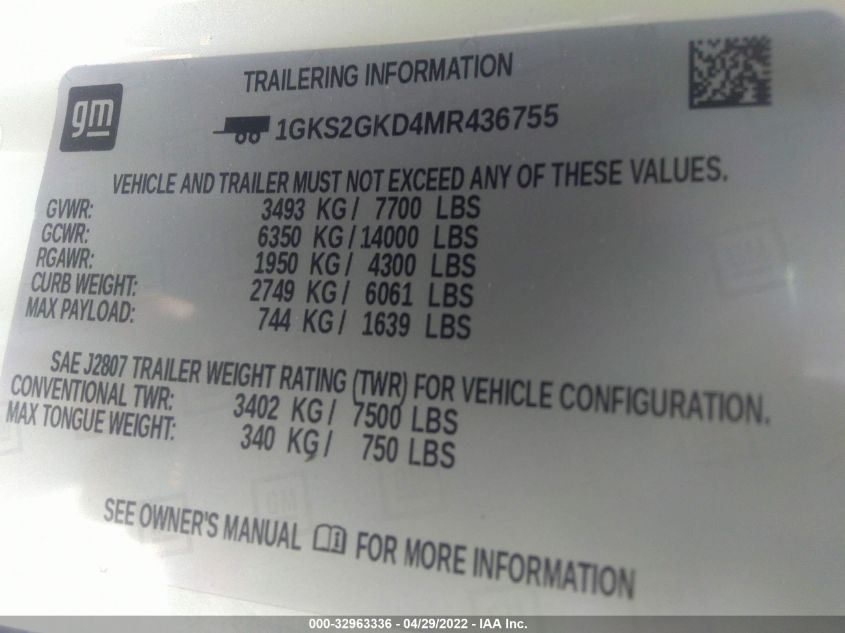 gm
TRAILERING INFORMATION
1GKS2GKD4MR436755
VEHICLE AND TRAILER MUST NOT EXCEED ANY OF THESE VALUES.
GVWR: 3493 KG / 7700 LBS
GCWR: 6350 KG / 14000 LBS
RGAWR: 1950 KG / 4300 LBS
CURB WEIGHT: 2749 KG / 6061 LBS
MAX PAYLOAD: 744 KG / 1639 LBS
SAE J2807 TRAILER WEIGHT RATING (TWR) FOR VEHICLE CONFIGURATION.
CONVENTIONAL TWR: 3402 KG / 7500 LBS
MAX TONGUE WEIGHT: 340 KG / 750 LBS
SEE OWNER'S MANUAL FOR MORE INFORMATION
000-32963336 - 04/29/2022 - IAA Inc.